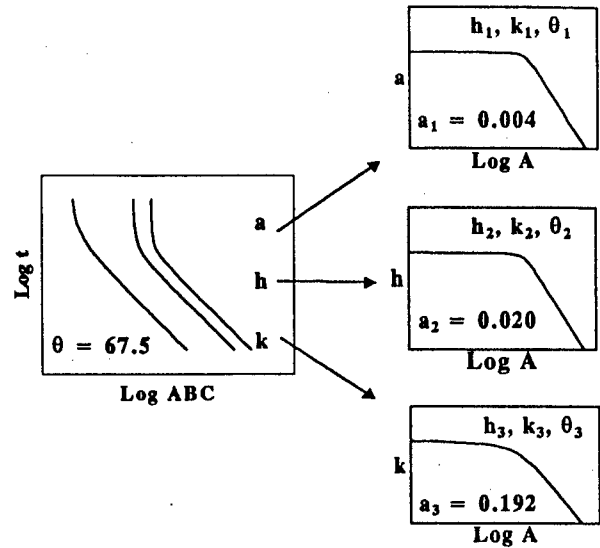 Log t
a
h
k
θ = 67.5
Log ABC
h₁, k₁, θ₁
a
a₁ = 0.004
Log A
h₂, k₂, θ₂
h
a₂ = 0.020
Log A
h₃, k₃, θ₃
k
a₃ = 0.192
Log A